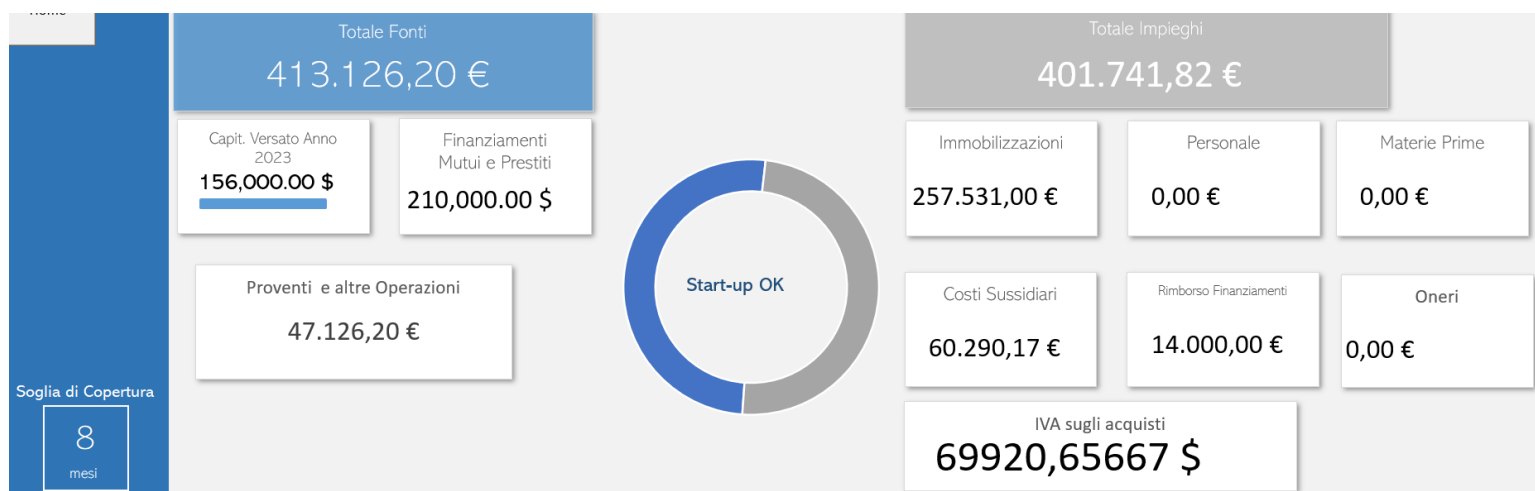 Totale Fonti
413.126,20 €
Totale Impieghi
401.741,82 €
Capit. Versato Anno
2023
156,000.00 $
Finanziamenti
Mutui e Prestiti
210,000.00 $
Immobilizzazioni
257.531,00 €
Personale
0,00 €
Materie Prime
0,00 €
Proventi e altre Operazioni
47.126,20 €
Start-up OK
Costi Sussidiari
60.290,17 €
Rimborso Finanziamenti
14.000,00 €
Oneri
0,00 €
Soglia di Copertura
8
mesi
IVA sugli acquisti
69920,65667 $